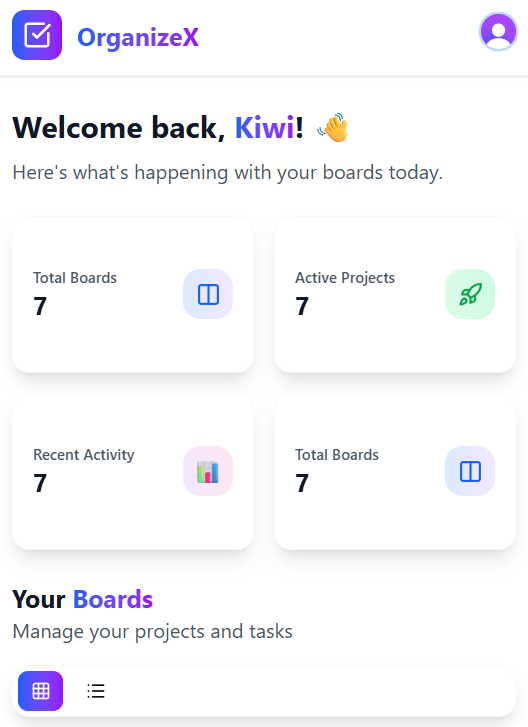 OrganizeX
Welcome back, Kiwi! 👋
Here's what's happening with your boards today.
Total Boards
7
Active Projects
7
Recent Activity
7
Total Boards
7
Your Boards
Manage your projects and tasks